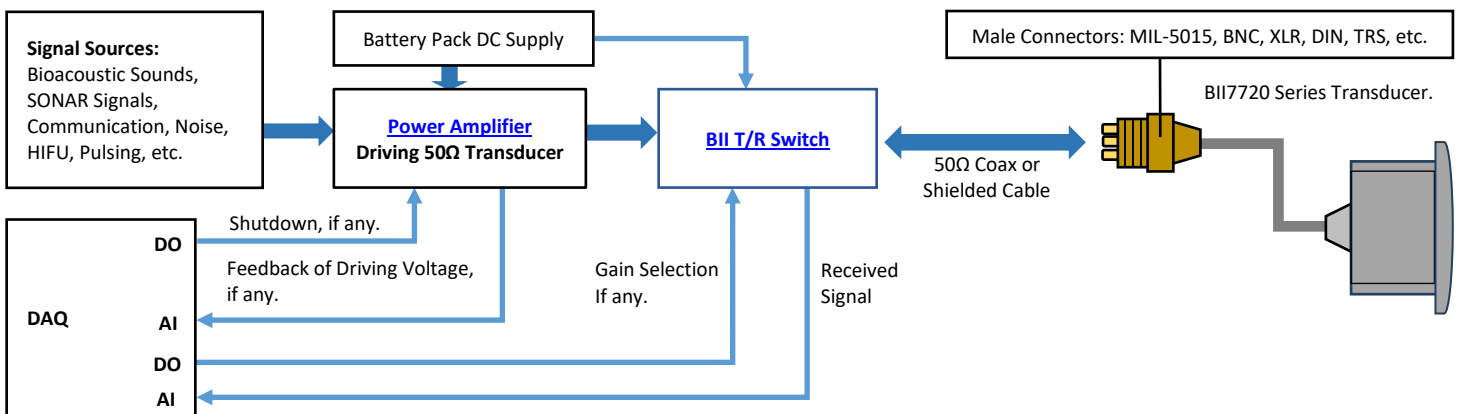 Signal Sources:
Bioacoustic Sounds,
SONAR Signals,
Communication, Noise,
HIFU, Pulsing, etc.
Battery Pack DC Supply
Power Amplifier
Driving 50Ω Transducer
BII T/R Switch
Male Connectors: MIL-5015, BNC, XLR, DIN, TRS, etc.
BII7720 Series Transducer.
50Ω Coax or
Shielded Cable
DAQ
DO
AI
DO
AI
Shutdown, if any.
Feedback of Driving Voltage,
if any.
Gain Selection
If any.
Received
Signal